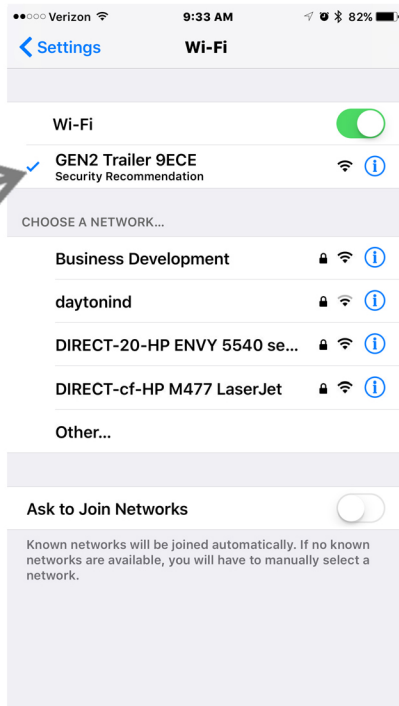 Verizon 9:33 AM 82%
Settings Wi-Fi
Wi-Fi
GEN2 Trailer 9ECE
Security Recommendation
CHOOSE A NETWORK...
Business Development
daytonind
DIRECT-20-HP ENVY 5540 se...
DIRECT-cf-HP M477 LaserJet
Other...
Ask to Join Networks
Known networks will be joined automatically. If no known
networks are available, you will have to manually select a
network.